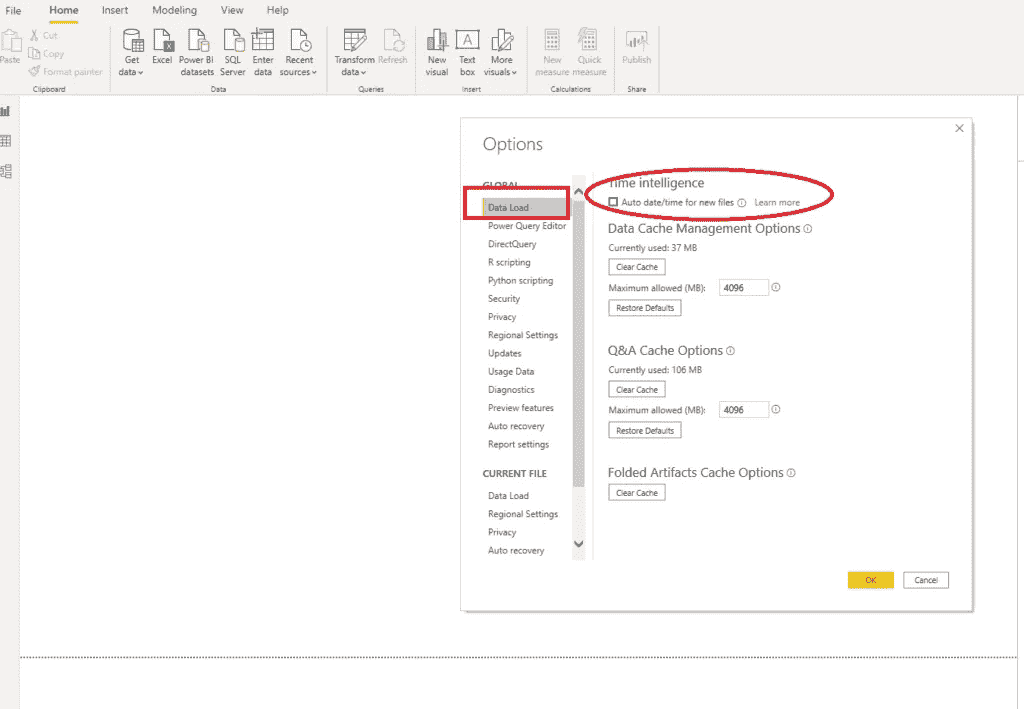 File Home Insert Modeling View Help
Paste
Cut
Copy
Format painter
Get data
Excel
Power BI datasets
SQL Server
Enter data
Recent sources
Transform data
Refresh
New visual
Text box
More visuals
New measure
Quick measure
Publish
Clipboard
Data
Queries
Insert
Calculations
Share
Options
GLOBAL
Data Load
Power Query Editor
DirectQuery
R scripting
Python scripting
Security
Privacy
Regional Settings
Updates
Usage Data
Diagnostics
Preview features
Auto recovery
Report settings
CURRENT FILE
Data Load
Regional Settings
Privacy
Auto recovery
Time intelligence
Auto date/time for new files Learn more
Data Cache Management Options
Currently used: 37 MB
Clear Cache
Maximum allowed (MB): 4096
Restore Defaults
Q&A Cache Options
Currently used: 106 MB
Clear Cache
Maximum allowed (MB): 4096
Restore Defaults
Folded Artifacts Cache Options
Clear Cache
OK
Cancel